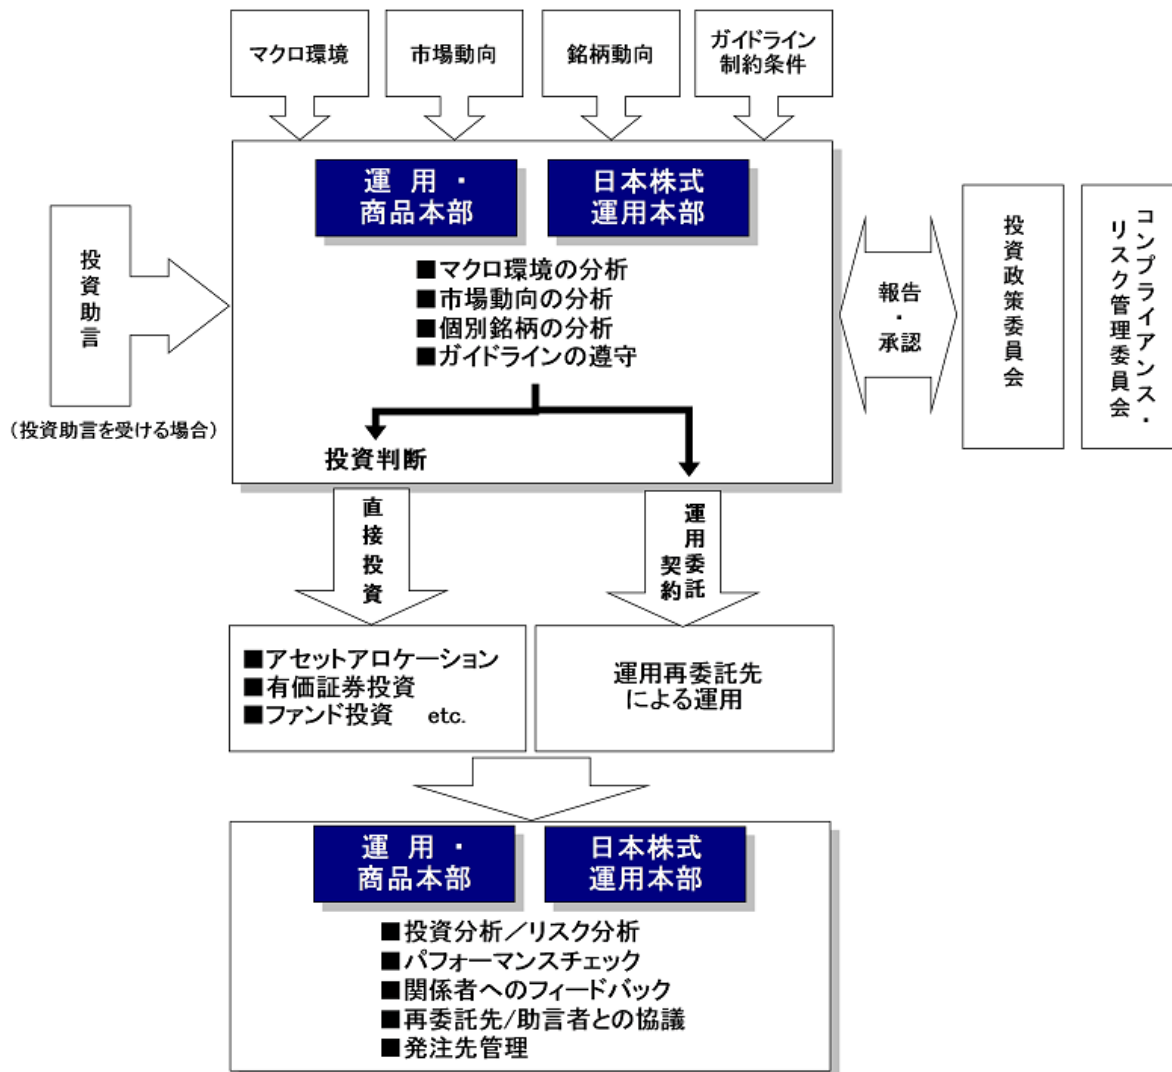 マクロ環境
市場動向
銘柄動向
ガイドライン
制約条件
運 用 ・
商品本部
日本株式
運用本部
■マクロ環境の分析
■市場動向の分析
■個別銘柄の分析
■ガイドラインの遵守
投資助言
(投資助言を受ける場合)
報告
・
承認
投資政策委員会
コンプライアンス・
リスク管理委員会
投資判断
直接投資
運用委託
契約
■アセットアロケーション
■有価証券投資
■ファンド投資 etc.
運用再委託先
による運用
運 用 ・
商品本部
日本株式
運用本部
■投資分析／リスク分析
■パフォーマンスチェック
■関係者へのフィードバック
■再委託先/助言者との協議
■発注先管理